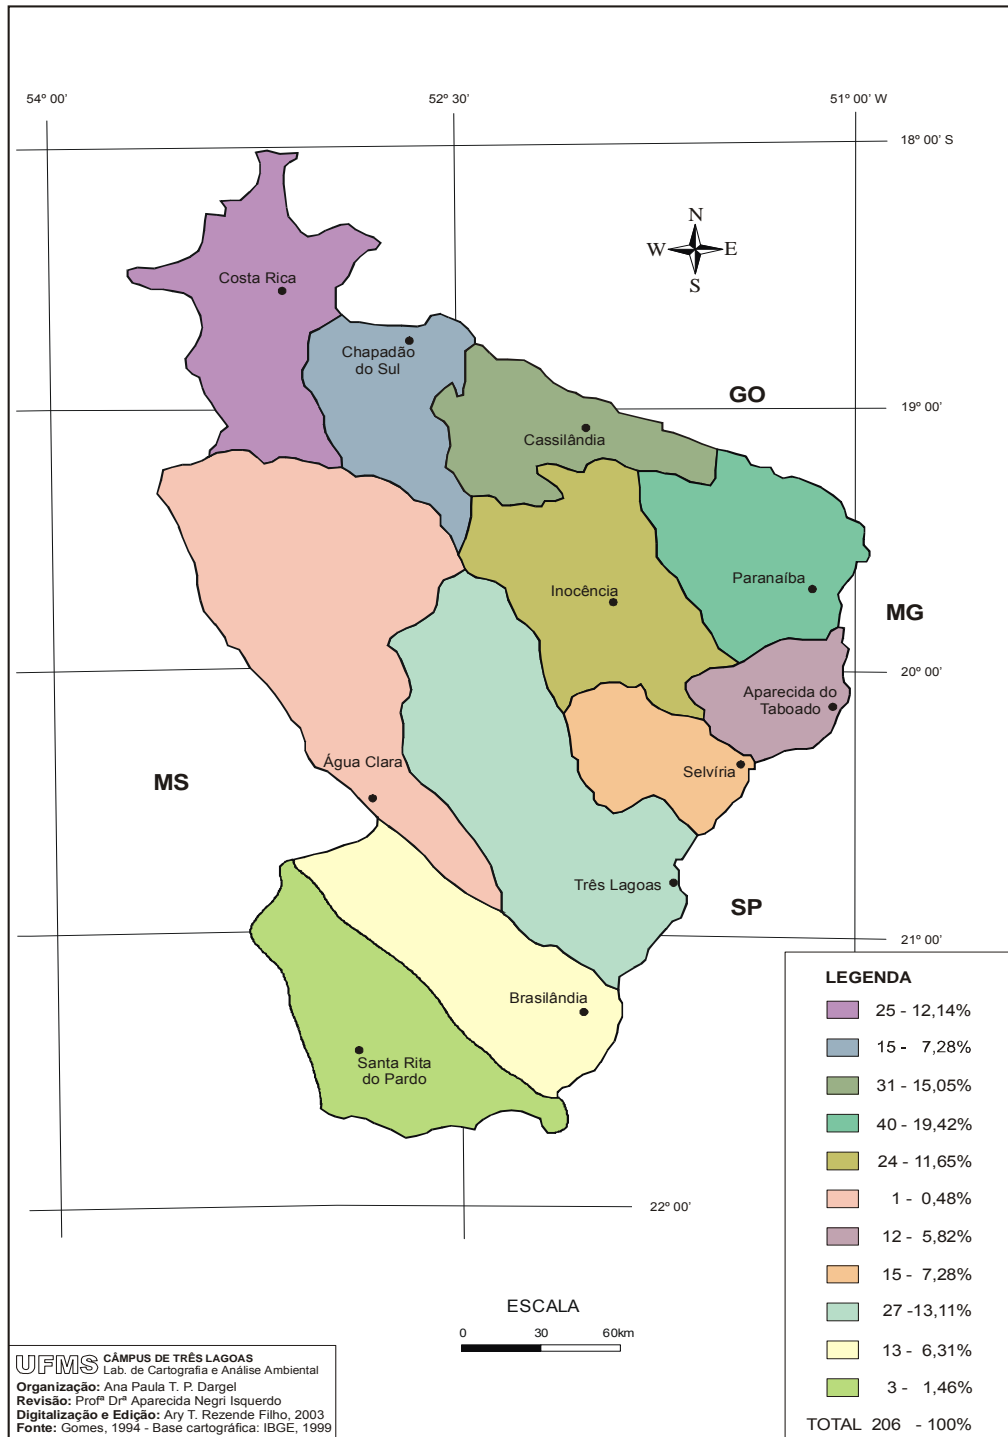 54º 00'
52º 30'
51º 00' W
18º 00' S
N
W E
S
Costa Rica
Chapadão
do Sul
GO
19º 00'
Cassilândia
Paranaíba
Inocência
MG
20º 00'
Aparecida do
Taboado
Água Clara
MS
Selvíria
Três Lagoas
SP
21º 00'
LEGENDA
Brasilândia
25 - 12,14%
15 - 7,28%
Santa Rita
do Pardo
31 - 15,05%
40 - 19,42%
24 - 11,65%
1 - 0,48%
22º 00'
12 - 5,82%
15 - 7,28%
ESCALA
27 -13,11%
0 30 60km
13 - 6,31%
3 - 1,46%
TOTAL 206 - 100%
UFMS CÂMPUS DE TRÊS LAGOAS
Lab. de Cartografia e Análise Ambiental
Organização: Ana Paula T. P. Dargel
Revisão: Profª Drª Aparecida Negri Isquerdo
Digitalização e Edição: Ary T. Rezende Filho, 2003
Fonte: Gomes, 1994 - Base cartográfica: IBGE, 1999